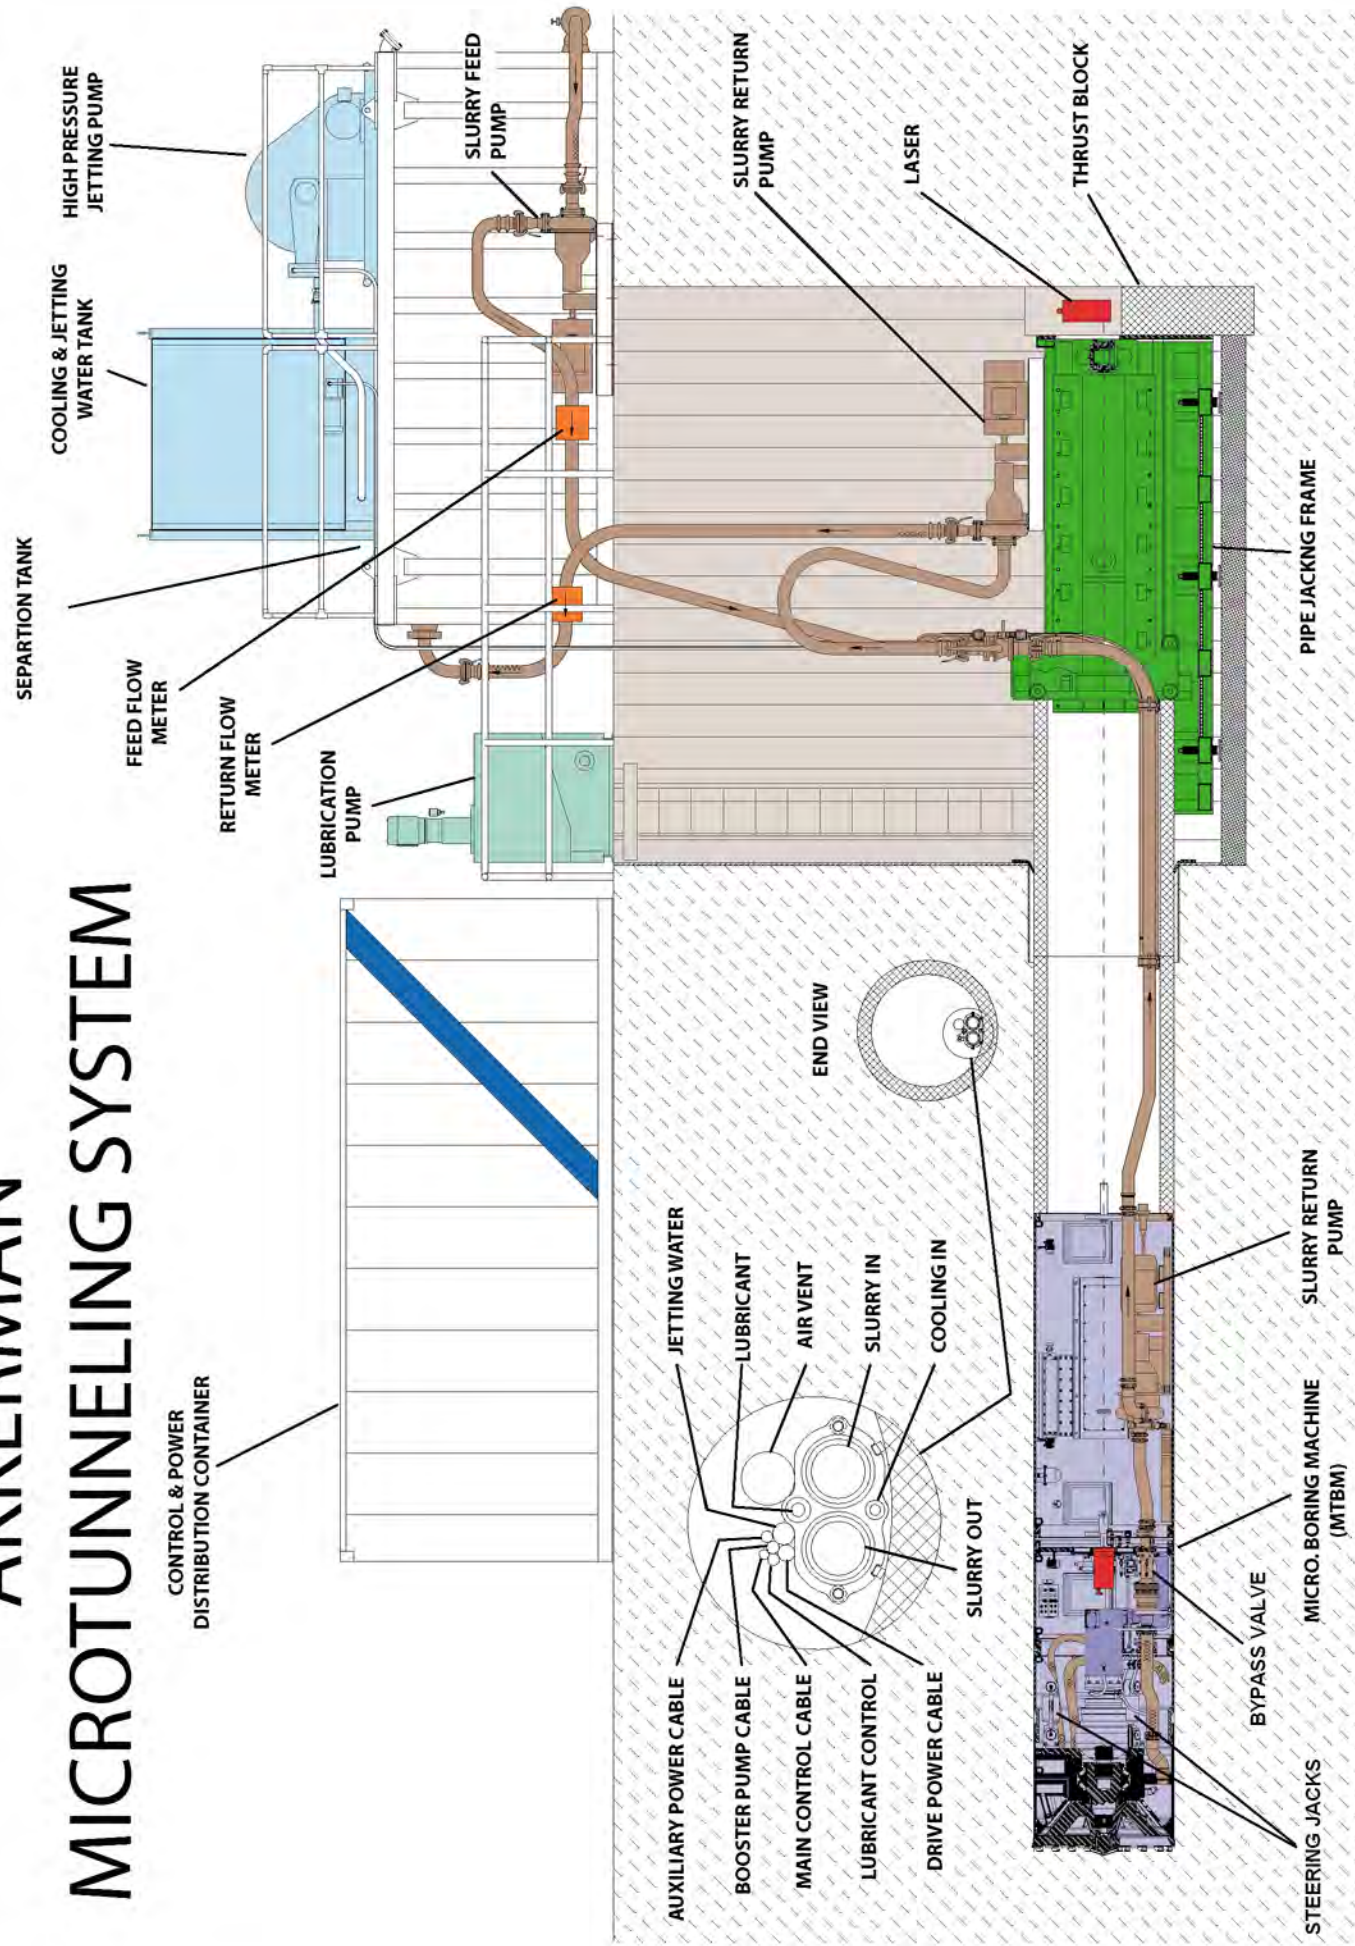 AKKERMAN
MICROTUNNELING SYSTEM
CONTROL & POWER
DISTRIBUTION CONTAINER
SEPARTION TANK
COOLING & JETTING
WATER TANK
HIGH PRESSURE
JETTING PUMP
FEED FLOW
METER
RETURN FLOW
METER
LUBRICATION
PUMP
SLURRY FEED
PUMP
SLURRY RETURN
PUMP
LASER
THRUST BLOCK
PIPE JACKNG FRAME
END VIEW
JETTING WATER
LUBRICANT
AIR VENT
SLURRY IN
COOLING IN
AUXILIARY POWER CABLE
BOOSTER PUMP CABLE
MAIN CONTROL CABLE
LUBRICANT CONTROL
DRIVE POWER CABLE
SLURRY OUT
STEERING JACKS
BYPASS VALVE
MICRO. BORING MACHINE
(MTBM)
SLURRY RETURN
PUMP